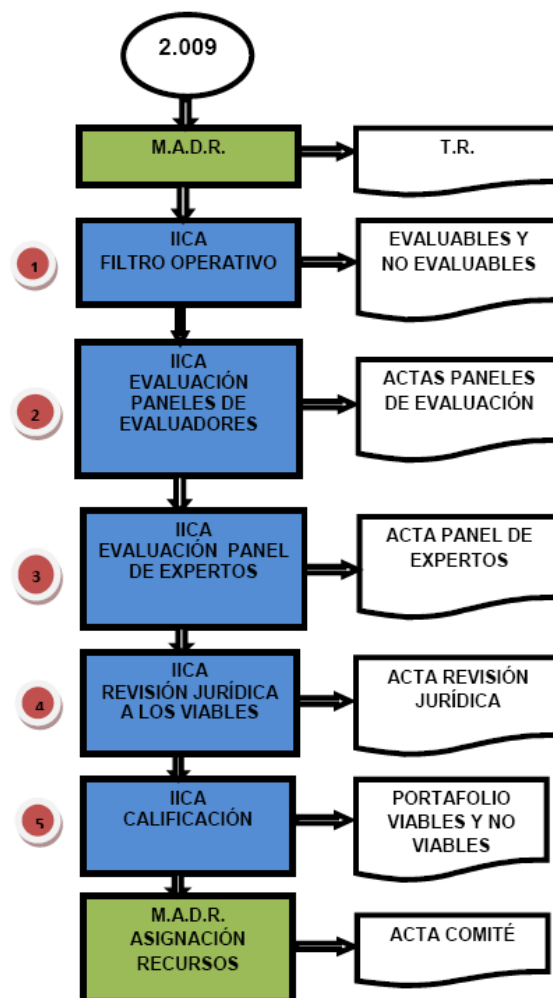 2.009
M.A.D.R.
T.R.
1
IICA
FILTRO OPERATIVO
EVALUABLES Y
NO EVALUABLES
2
IICA
EVALUACIÓN
PANELES DE
EVALUADORES
ACTAS PANELES
DE EVALUACIÓN
3
IICA
EVALUACIÓN PANEL
DE EXPERTOS
ACTA PANEL DE
EXPERTOS
4
IICA
REVISIÓN JURÍDICA
A LOS VIABLES
ACTA REVISIÓN
JURÍDICA
5
IICA
CALIFICACIÓN
PORTAFOLIO
VIABLES Y NO
VIABLES
M.A.D.R.
ASIGNACIÓN
RECURSOS
ACTA COMITÉ